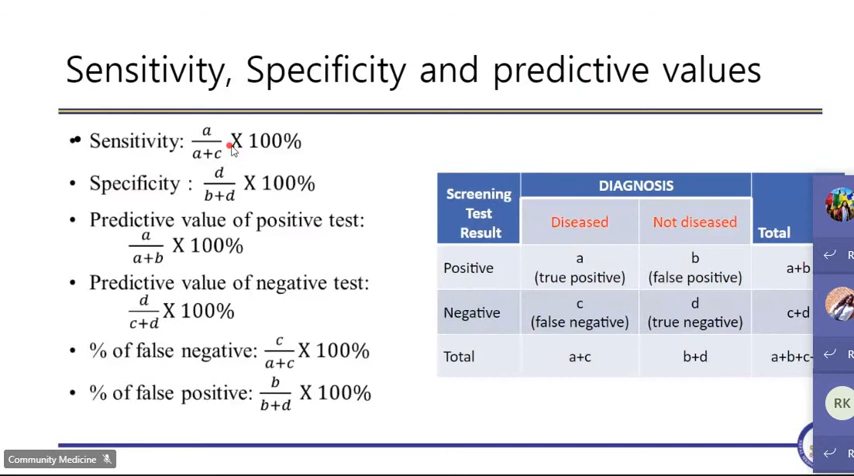 Sensitivity, Specificity and predictive values
• Sensitivity: a/(a+c) X 100%
• Specificity : d/(b+d) X 100%
• Predictive value of positive test:
a/(a+b) X 100%
• Predictive value of negative test:
d/(c+d) X 100%
• % of false negative: c/(a+c) X 100%
• % of false positive: b/(b+d) X 100%
Screening Test Result DIAGNOSIS Total
Diseased Not diseased
Positive a (true positive) b (false positive) a+b
Negative c (false negative) d (true negative) c+d
Total a+c b+d a+b+c+
R
R
RK
R
Community Medicine